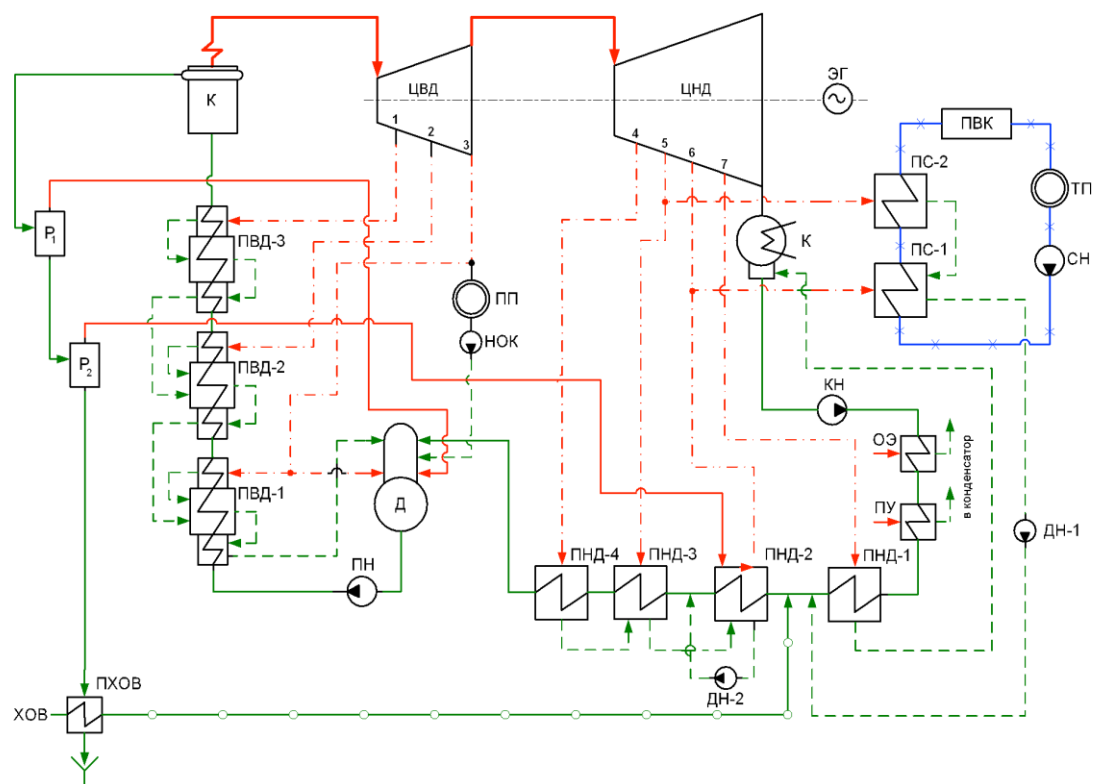 ЭГ
ЦВД
ЦНД
К
ПВК
1
2
3
4
5
6
7
ПС-2
ТП
Р1
ПВД-3
К
ПС-1
СН
ПП
НОК
Р2
ПВД-2
КН
ОЭ
в конденсатор
ПВД-1
Д
ПУ
ДН-1
ПН
ПНД-4
ПНД-3
ПНД-2
ПНД-1
ДН-2
ПХОВ
ХОВ